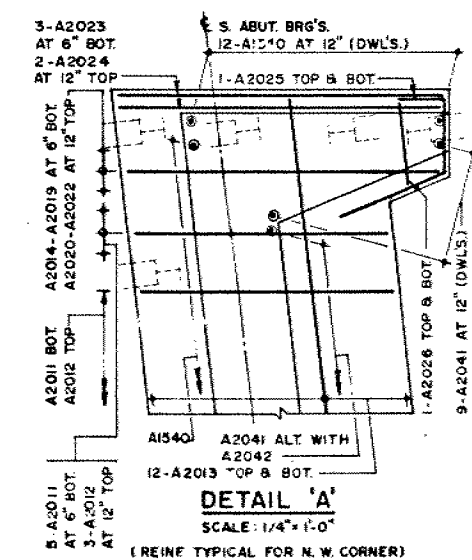 3-A2023
AT 6" BOT.
2-A2024
AT 12" TOP
℄ S. ABUT. BRG'S.
12-A1540 AT 12" (DWL'S.)
1-A2025 TOP & BOT.
A2014-A2019 AT 6" BOT.
A2020-A2022 AT 12" TOP
A2011 BOT.
A2012 TOP
5-A2011
AT 6" BOT.
3-A2012
AT 12" TOP
1-A2026 TOP & BOT.
9-A2041 AT 12" (DWL'S.)
A1540
A2041 ALT. WITH
A2042
12-A2013 TOP & BOT.
DETAIL 'A'
SCALE: 1/4" = 1'-0"
(REINF. TYPICAL FOR N. W. CORNER)